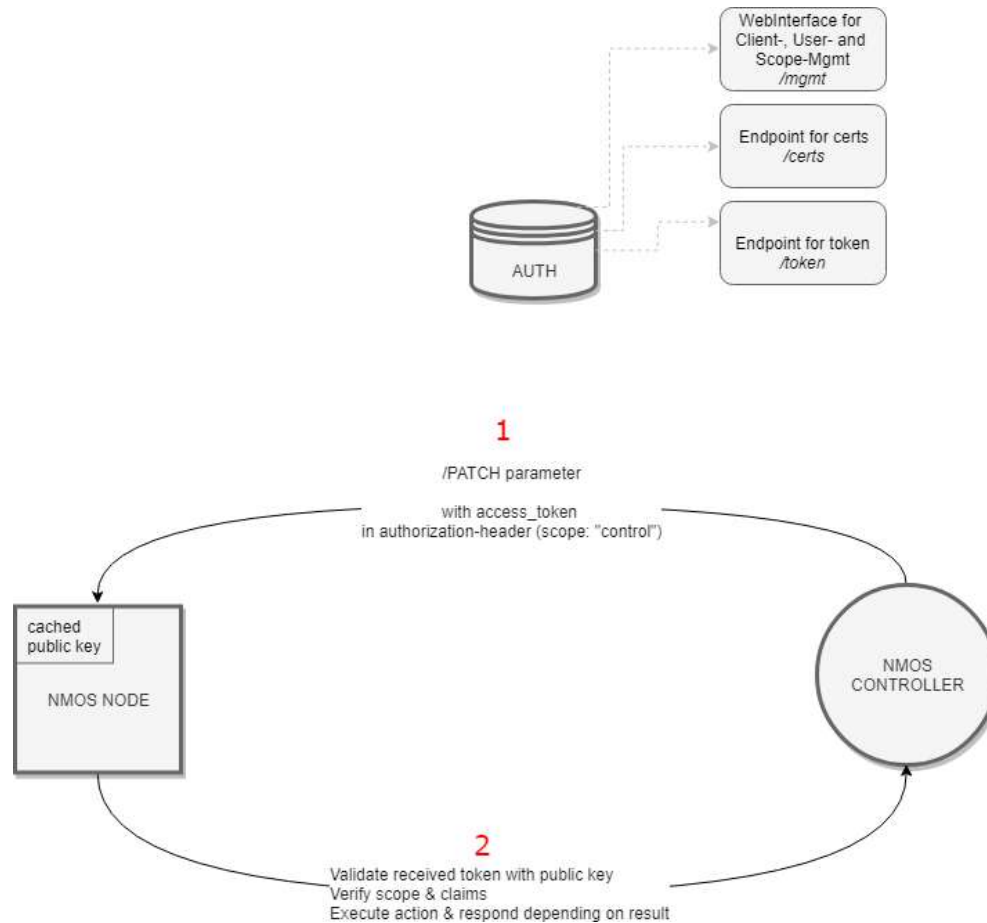 WebInterface for
Client-, User- and
Scope-Mgmt
/mgmt
Endpoint for certs
/certs
Endpoint for token
/token
AUTH
1
/PATCH parameter
with access_token
in authorization-header (scope: "control")
cached
public key
NMOS NODE
NMOS
CONTROLLER
2
Validate received token with public key
Verify scope & claims
Execute action & respond depending on result